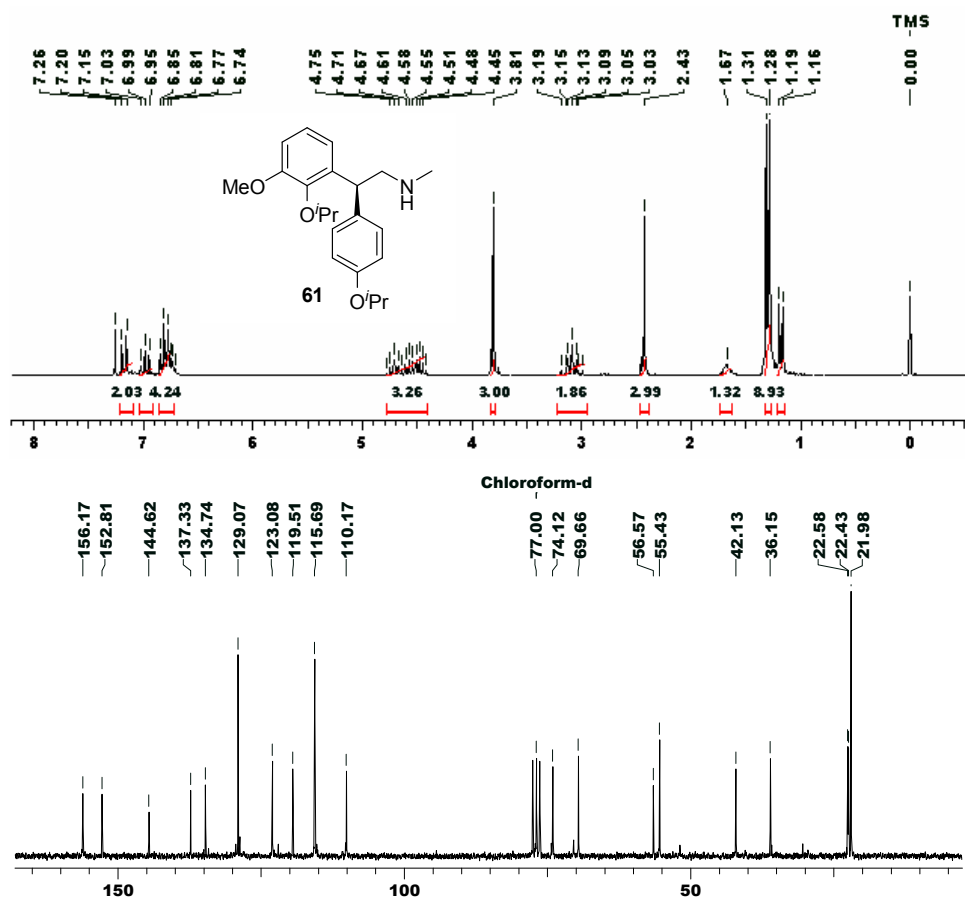 TMS
7.26 7.20 7.15 7.03 6.99 6.95 6.85 6.81 6.77 6.74 4.75 4.71 4.67 4.61 4.58 4.55 4.51 4.48 4.45 3.81 3.19 3.15 3.13 3.09 3.05 3.03 2.43 1.67 1.31 1.28 1.19 1.16 0.00
MeO
OⁱPr
H
N
OⁱPr
61
2.03 4.24 3.26 3.00 1.86 2.99 1.32 8.93
8 7 6 5 4 3 2 1 0
Chloroform-d
156.17 152.81 144.62 137.33 134.74 129.07 123.08 119.51 115.69 110.17 77.00 74.12 69.66 56.57 55.43 42.13 36.15 22.58 22.43 21.98
150 100 50